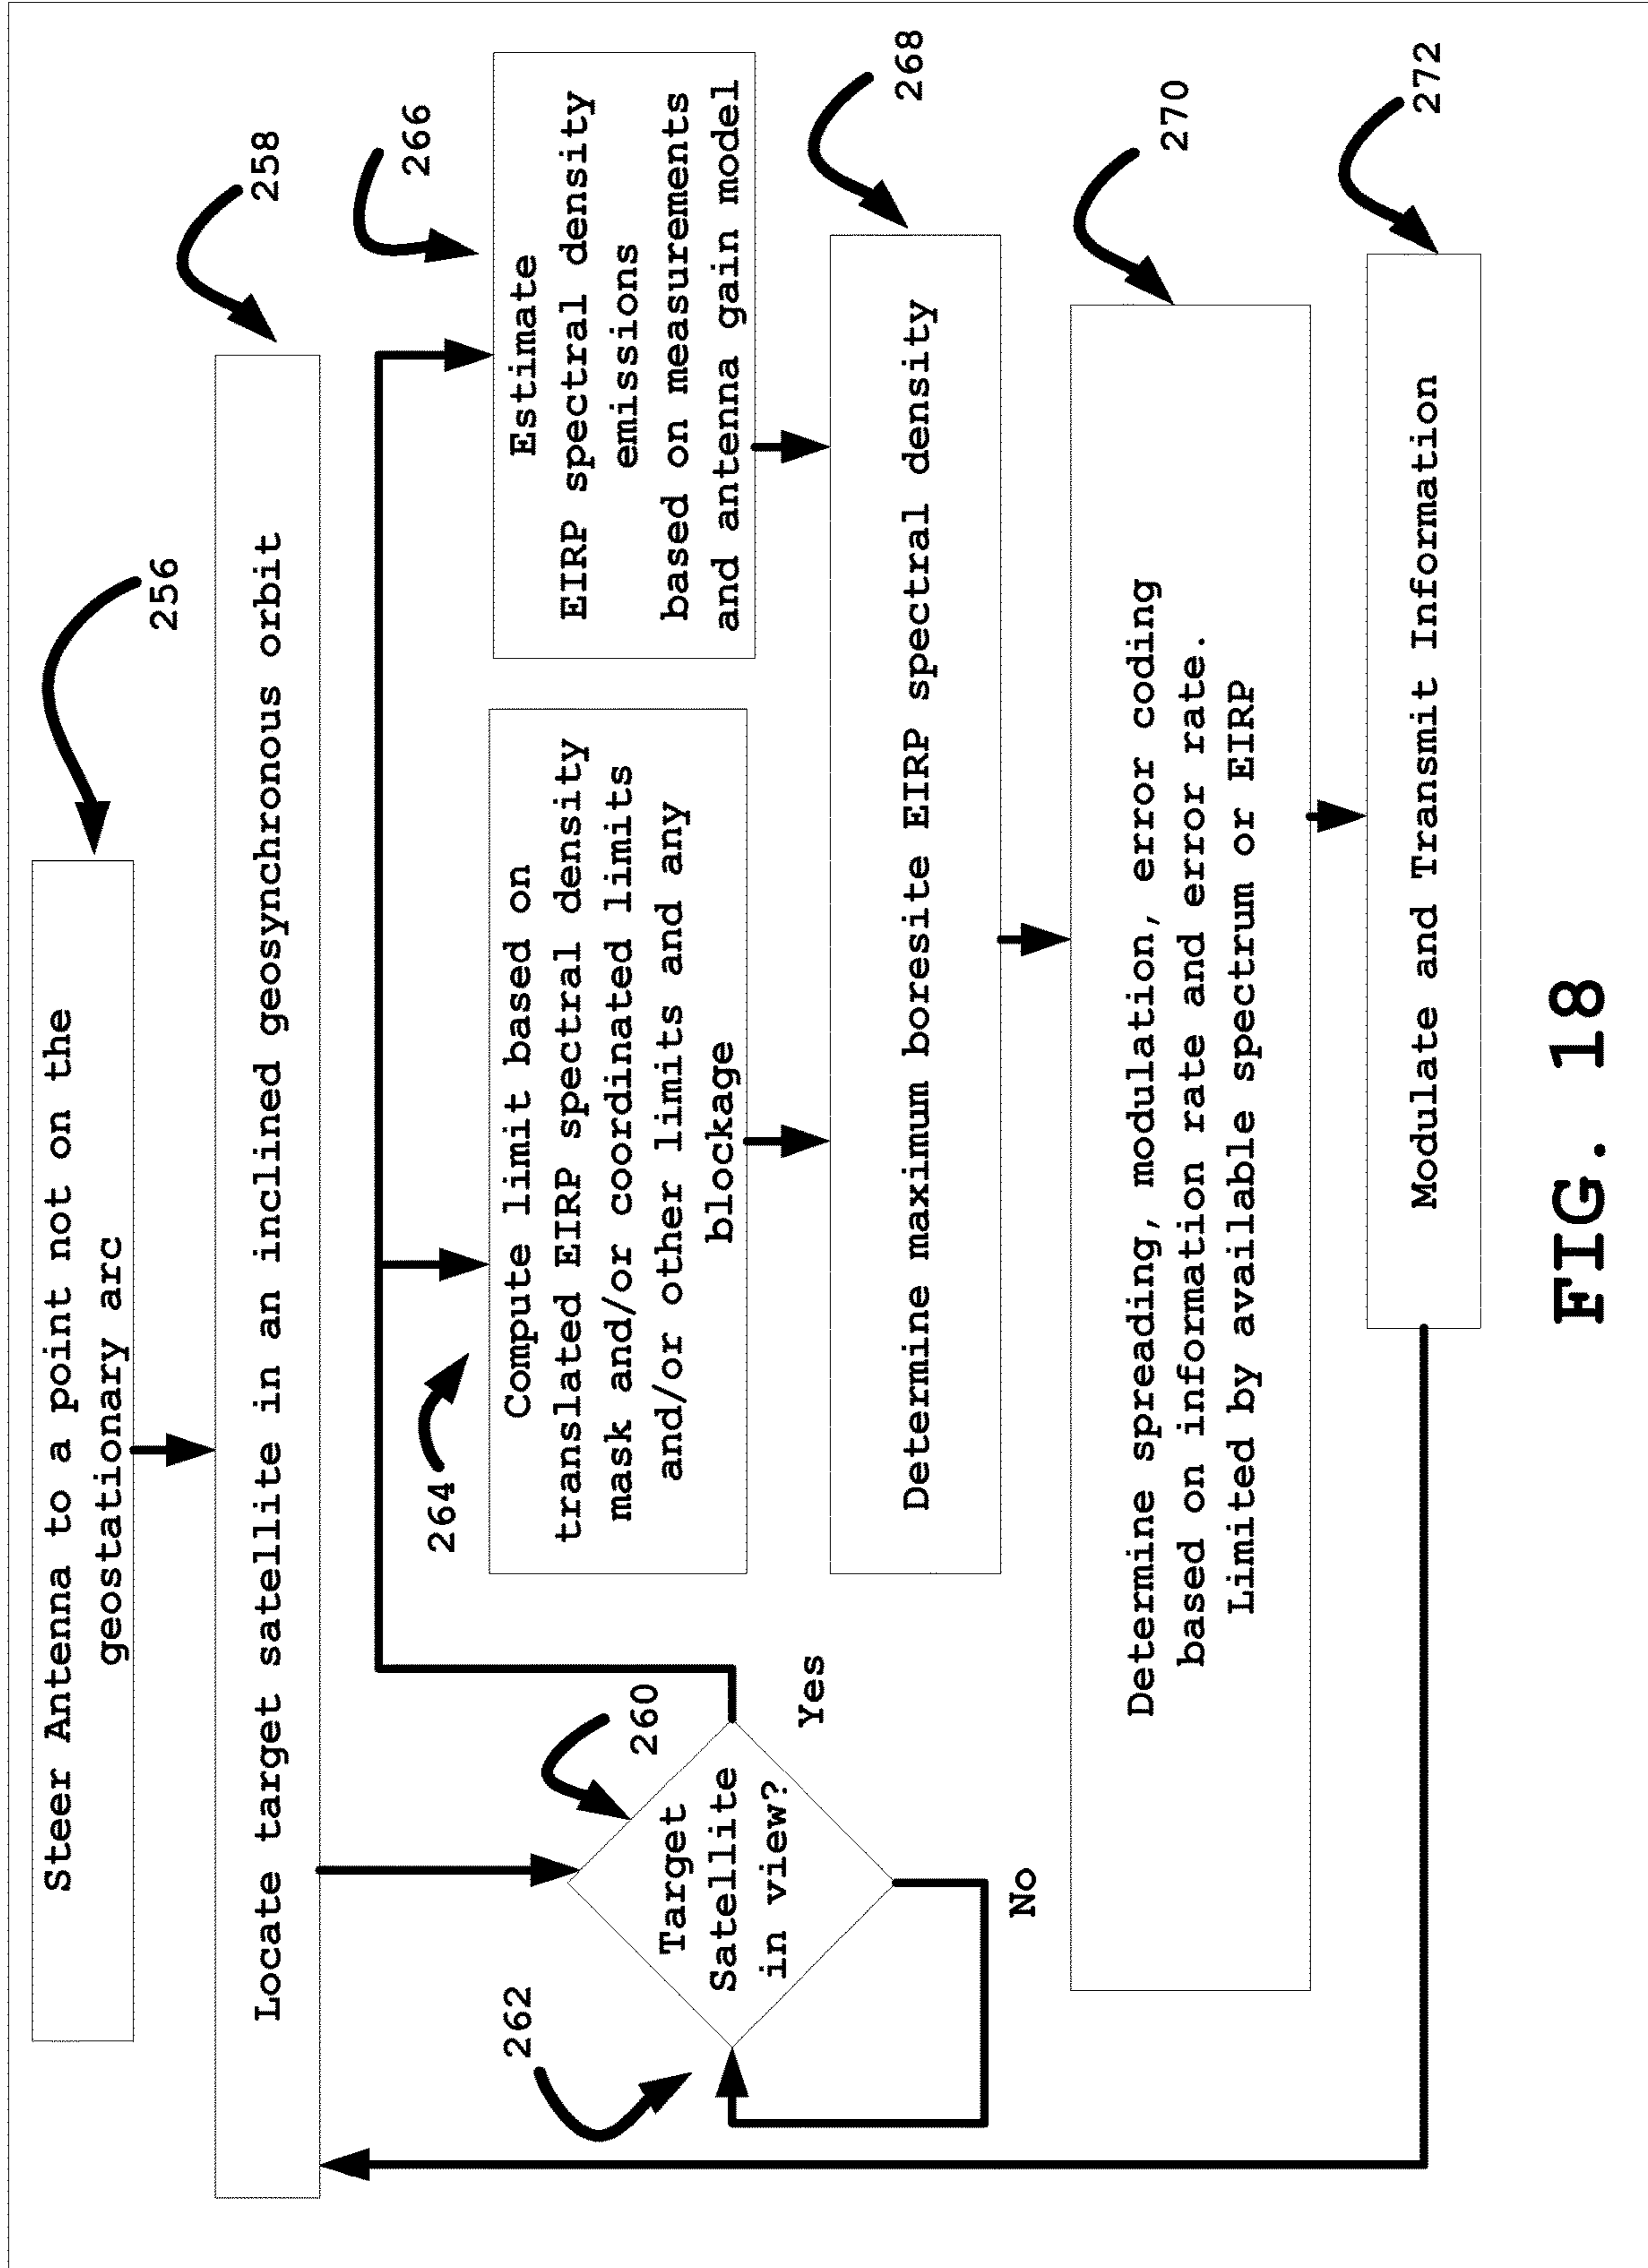 256
Steer Antenna to a point not on the
geostationary arc
258
Locate target satellite in an inclined geosynchronous orbit
260
262
Target
Satellite
in view?
Yes
No
264
Compute limit based on
translated EIRP spectral density
mask and/or coordinated limits
and/or other limits and any
blockage
266
Estimate
EIRP spectral density
emissions
based on measurements
and antenna gain model
268
Determine maximum boresite EIRP spectral density
270
Determine spreading, modulation, error coding
based on information rate and error rate.
Limited by available spectrum or EIRP
272
Modulate and Transmit Information
FIG. 18